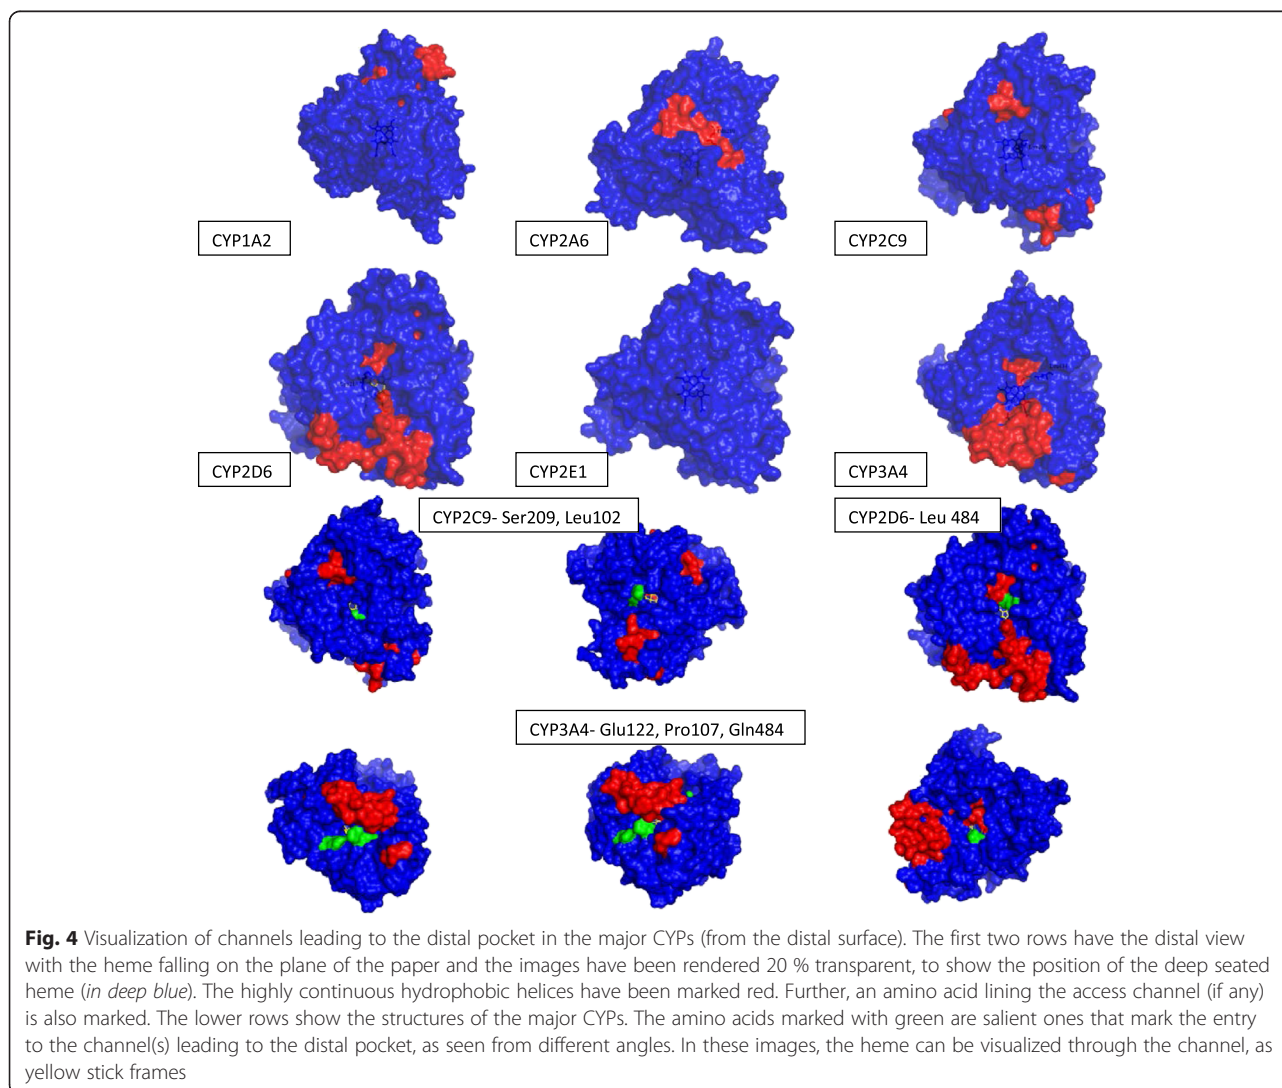 CYP1A2
CYP2A6
CYP2C9
CYP2D6
CYP2E1
CYP3A4
CYP2C9- Ser209, Leu102
CYP2D6- Leu 484
CYP3A4- Glu122, Pro107, Gln484
Fig. 4 Visualization of channels leading to the distal pocket in the major CYPs (from the distal surface). The first two rows have the distal view
with the heme falling on the plane of the paper and the images have been rendered 20 % transparent, to show the position of the deep seated
heme (in deep blue). The highly continuous hydrophobic helices have been marked red. Further, an amino acid lining the access channel (if any)
is also marked. The lower rows show the structures of the major CYPs. The amino acids marked with green are salient ones that mark the entry
to the channel(s) leading to the distal pocket, as seen from different angles. In these images, the heme can be visualized through the channel, as
yellow stick frames